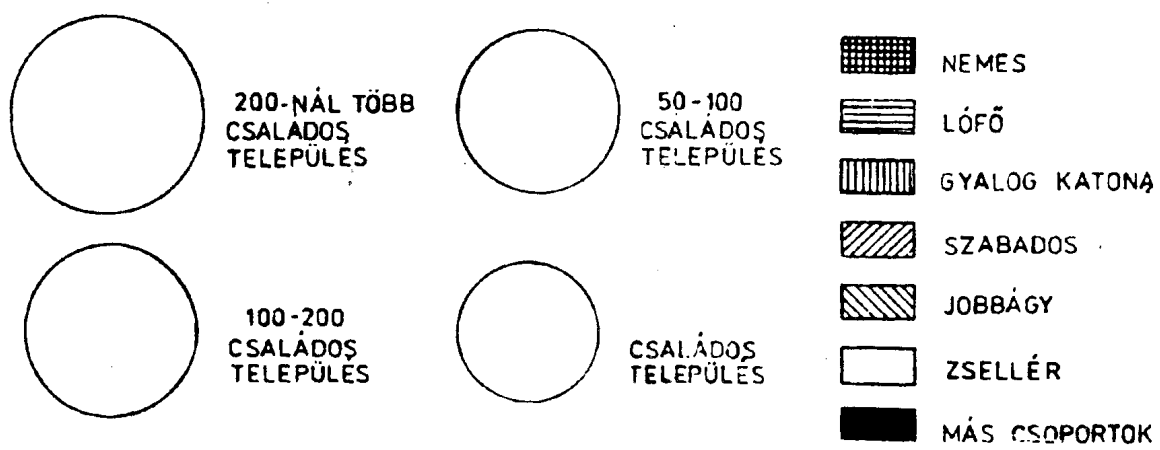 200-NÁL TÖBB
CSALÁDOS
TELEPÜLÉS
100-200
CSALÁDOS
TELEPÜLÉS
50-100
CSALÁDOS
TELEPÜLÉS
CSALÁDOS
TELEPÜLÉS
NEMES
LÓFŐ
GYALOG KATONA
SZABADOS
JOBBÁGY
ZSELLÉR
MÁS CSOPORTOK